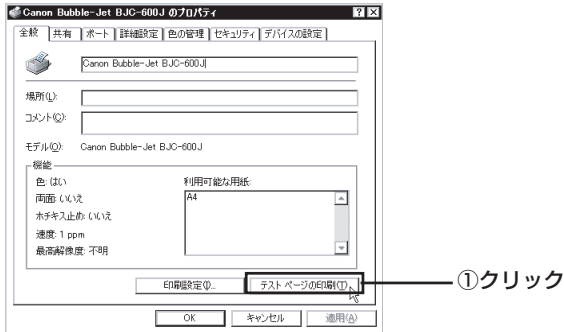 Canon Bubble-Jet BJC-600J のプロパティ
全般 共有 ポート 詳細設定 色の管理 セキュリティ デバイスの設定
Canon Bubble-Jet BJC-600J
場所(L):
コメント(C):
モデル(O): Canon Bubble-Jet BJC-600J
機能
色: はい 利用可能な用紙:
両面: いいえ A4
ホチキス止め: いいえ
速度: 1 ppm
最高解像度: 不明
印刷設定(I)... テスト ページの印刷(T) ①クリック
OK キャンセル 適用(A)